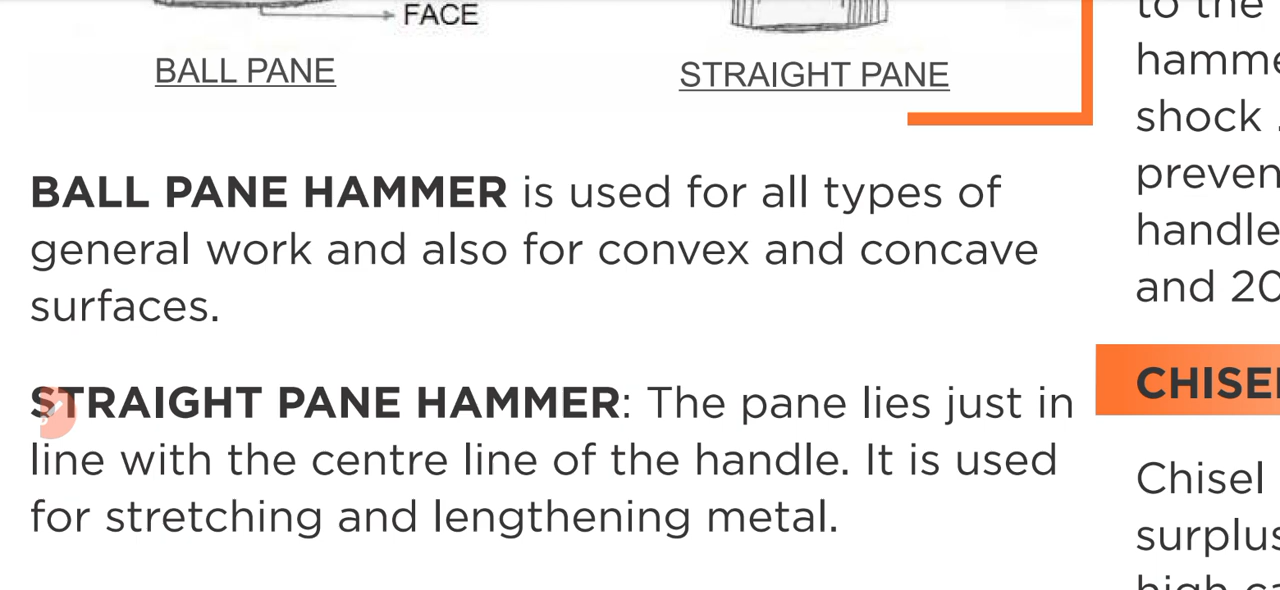 FACE
BALL PANE
STRAIGHT PANE
BALL PANE HAMMER is used for all types of
general work and also for convex and concave
surfaces.
STRAIGHT PANE HAMMER: The pane lies just in
line with the centre line of the handle. It is used
for stretching and lengthening metal.
to the
shock
and
Chisel